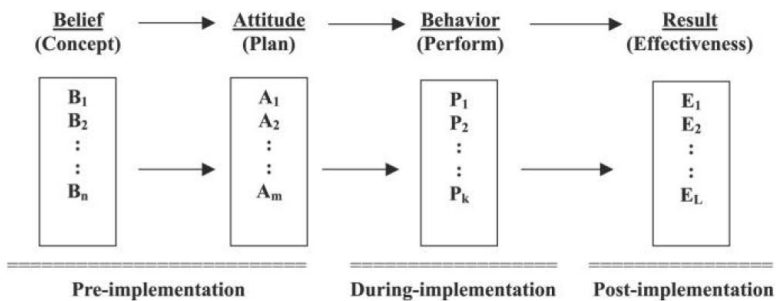 Belief Attitude Behavior Result
(Concept) (Plan) (Perform) (Effectiveness)
B₁ A₁ P₁ E₁
B₂ A₂ P₂ E₂
: : : :
: : : :
Bₙ Aₘ Pₖ E_L
Pre-implementation During-implementation Post-implementation